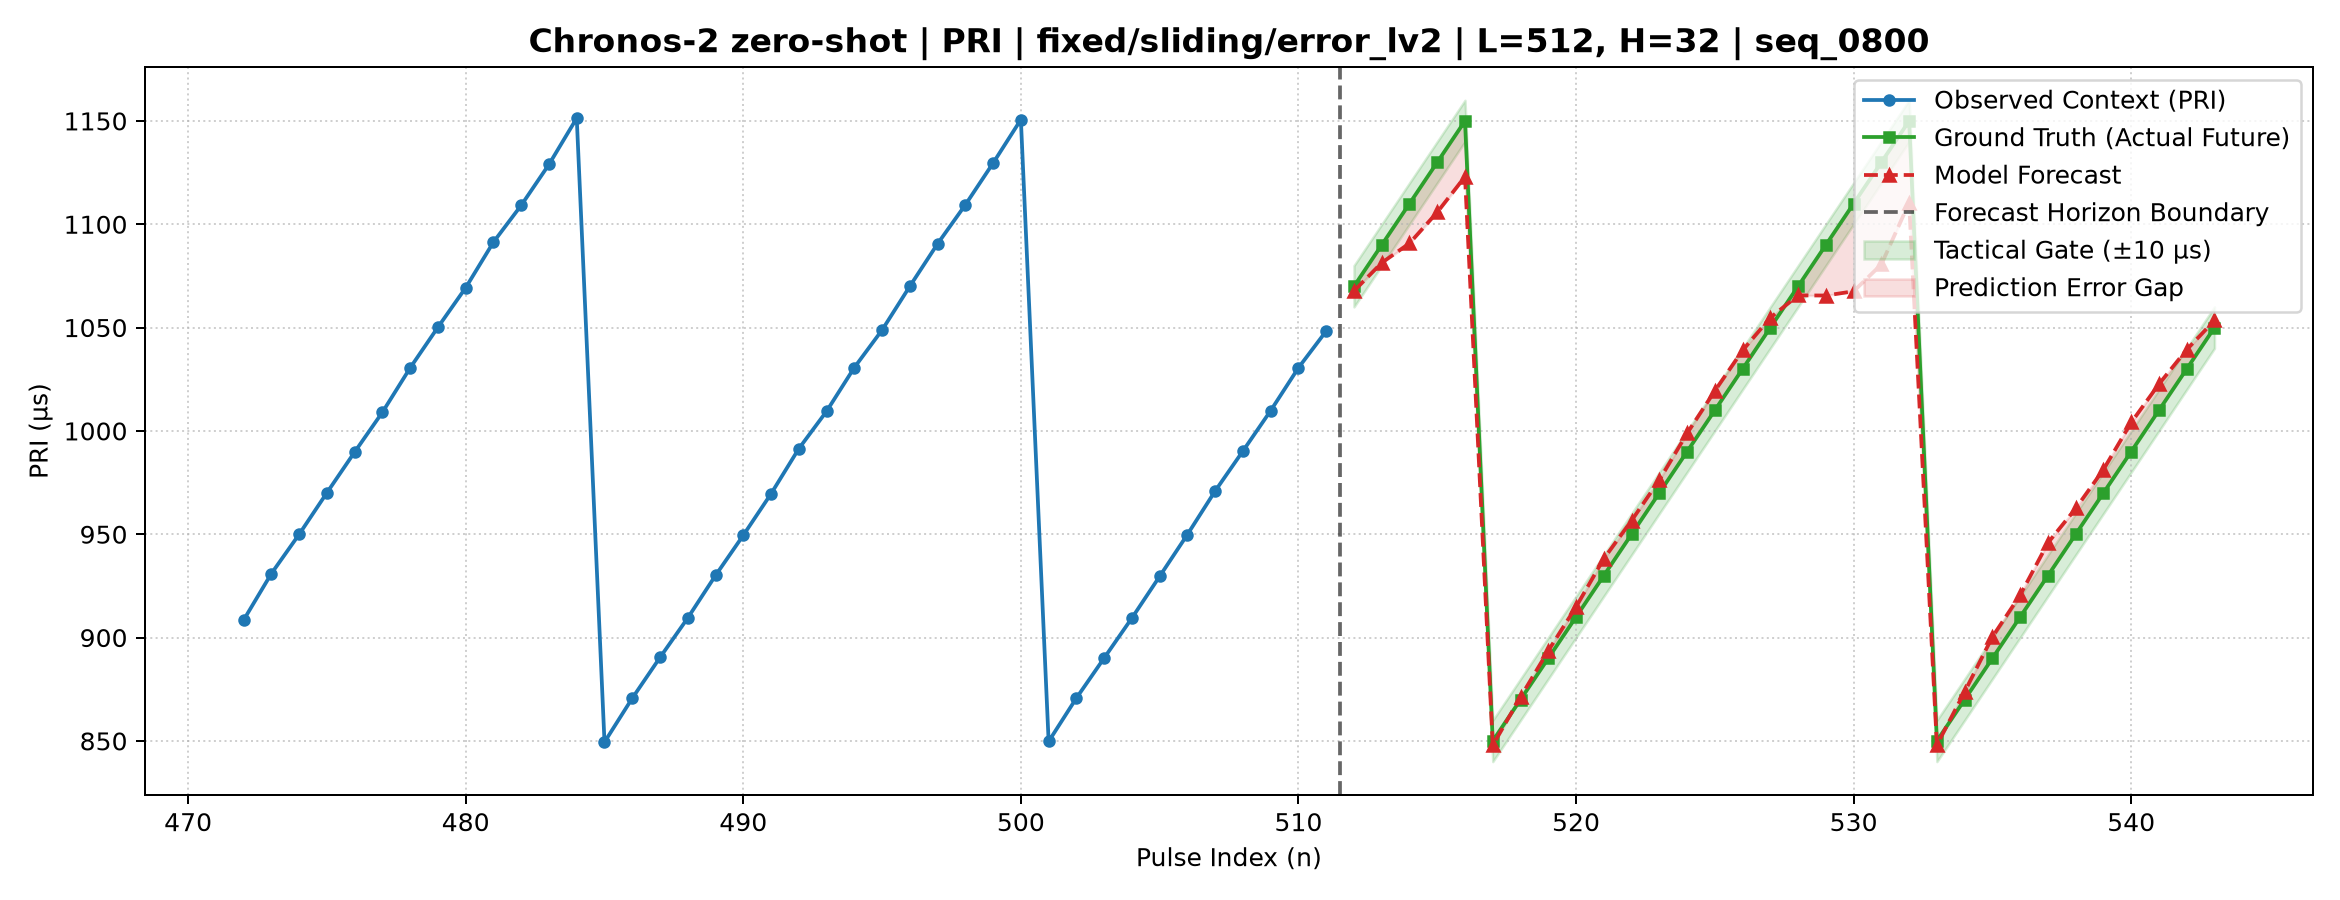 Chronos-2 zero-shot | PRI | fixed/sliding/error_lv2 | L=512, H=32 | seq_0800
PRI (µs)
1150
1100
1050
1000
950
900
850
Observed Context (PRI)
Ground Truth (Actual Future)
Model Forecast
Forecast Horizon Boundary
Tactical Gate (±10 µs)
Prediction Error Gap
470 480 490 500 510 520 530 540
Pulse Index (n)